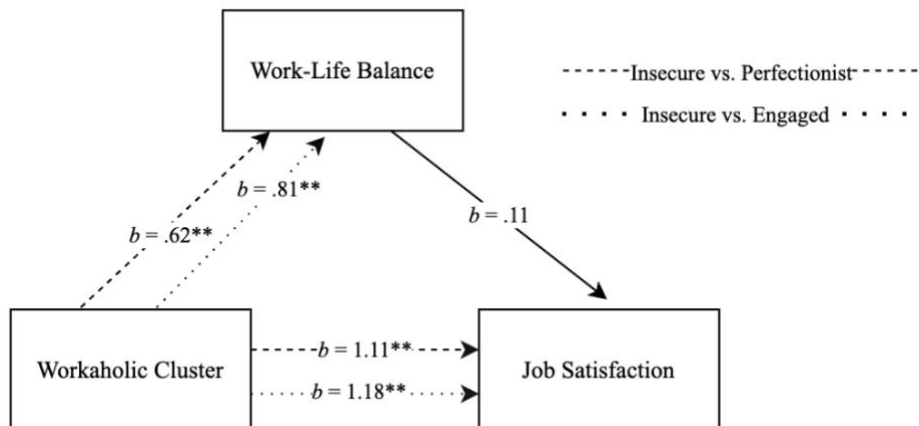 Work-Life Balance
-----Insecure vs. Perfectionist-----
. . . . Insecure vs. Engaged . . . .
b = .81**
b = .11
b = .62**
b = 1.11**
Workaholic Cluster
Job Satisfaction
b = 1.18**